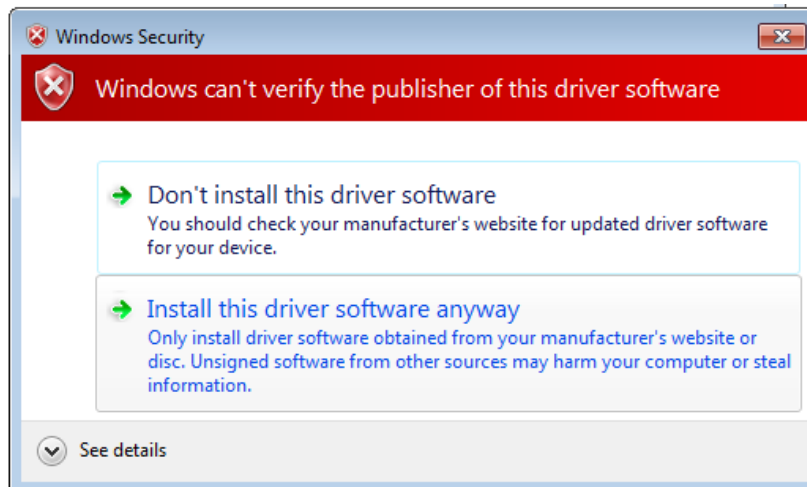 Windows Security
Windows can't verify the publisher of this driver software
Don't install this driver software
You should check your manufacturer's website for updated driver software
for your device.
Install this driver software anyway
Only install driver software obtained from your manufacturer's website or
disc. Unsigned software from other sources may harm your computer or steal
information.
See details